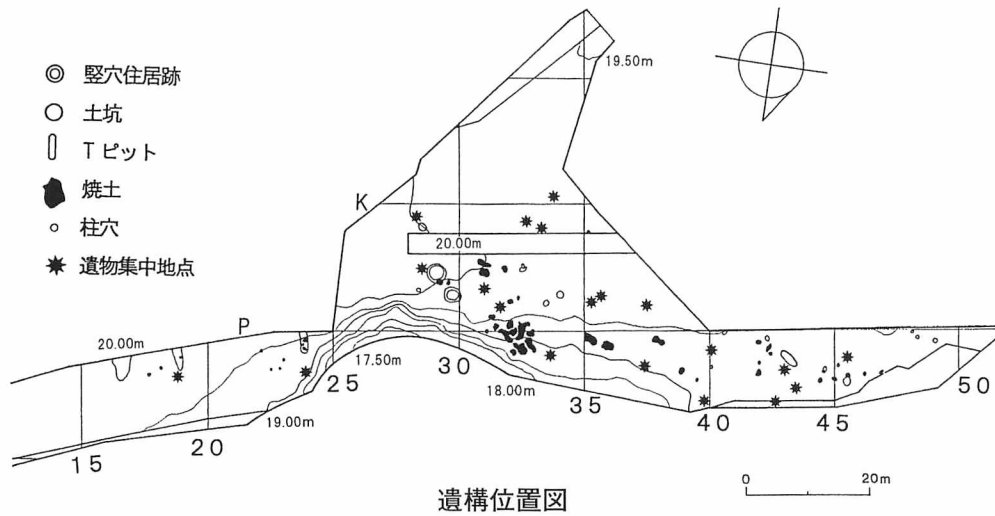 竪穴住居跡
土坑
Tピット
焼土
柱穴
遺物集中地点
19.50m
K
20.00m
P
20.00m
17.50m
18.00m
19.00m
15
20
25
30
35
40
45
50
0 20m
遺構位置図